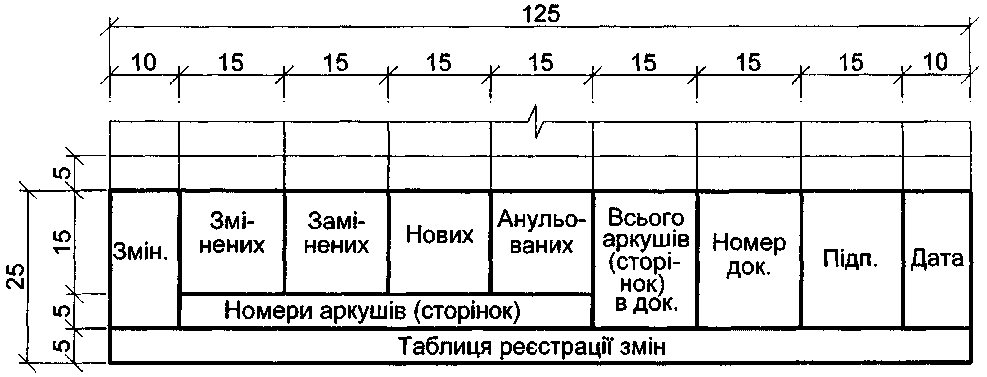 125
10 15 15 15 15 15 15 15 10
5
25
15
5
5
Змін.
Змі-
нених
Замі-
нених
Нових
Анульо-
ваних
Всього
аркушів
(сторі-
нок)
в док.
Номер
док.
Підп.
Дата
Номери аркушів (сторінок)
Таблиця реєстрації змін